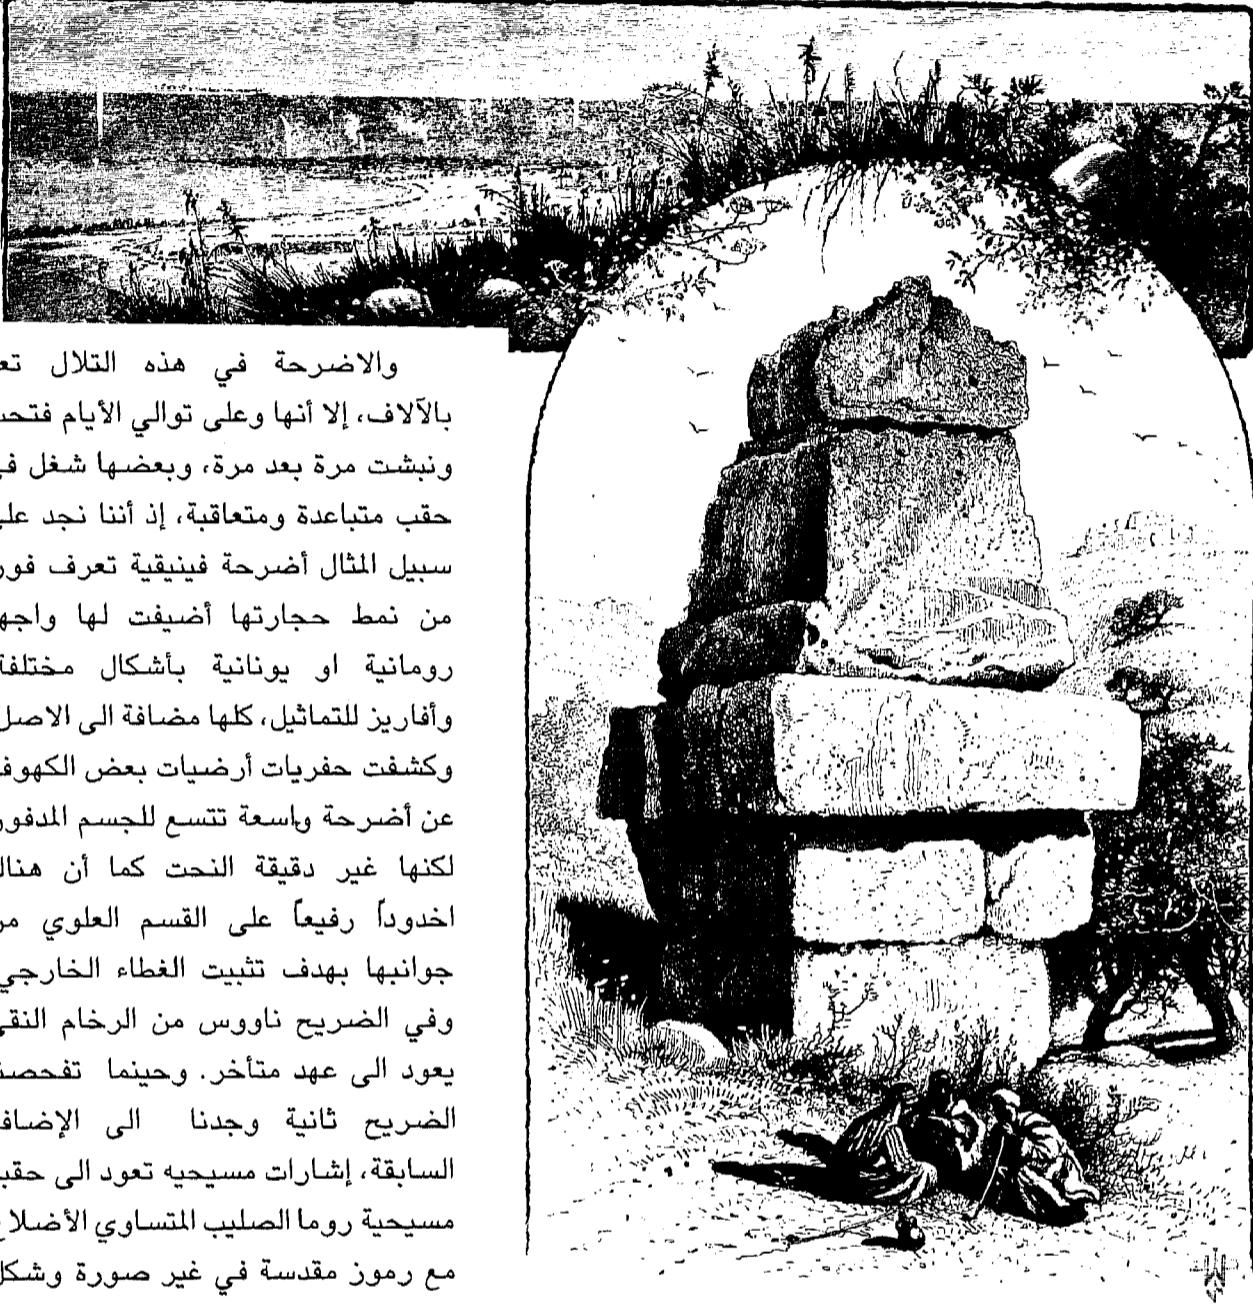 والاضرحة في هذه التلال تع
بالآلاف، إلا أنها وعلى توالي الأيام فتحت
ونبشت مرة بعد مرة، وبعضها شغل في
حقب متباعدة ومتعاقبة، إذ أننا نجد على
سبيل المثال أضرحة فينيقية تعرف فور
من نمط حجارتها أضيفت لها واجه
رومانية او يونانية بأشكال مختلفة
وأفاريز للتماثيل، كلها مضافة الى الاصل
وكشفت حفريات أرضيات بعض الكهوف
عن أضرحة واسعة تتسع للجسم المدفور
لكنها غير دقيقة النحت كما أن هنال
اخدوداً رفيعاً على القسم العلوي مر
جوانبها بهدف تثبيت الغطاء الخارجي
وفي الضريح ناووس من الرخام النقي
يعود الى عهد متأخر. وحينما تفحصن
الضريح ثانية وجدنا الى الإضاف
السابقة، إشارات مسيحيه تعود الى حقب
مسيحية روما الصليب المتساوي الأضلا
مع رموز مقدسة في غير صورة وشكل